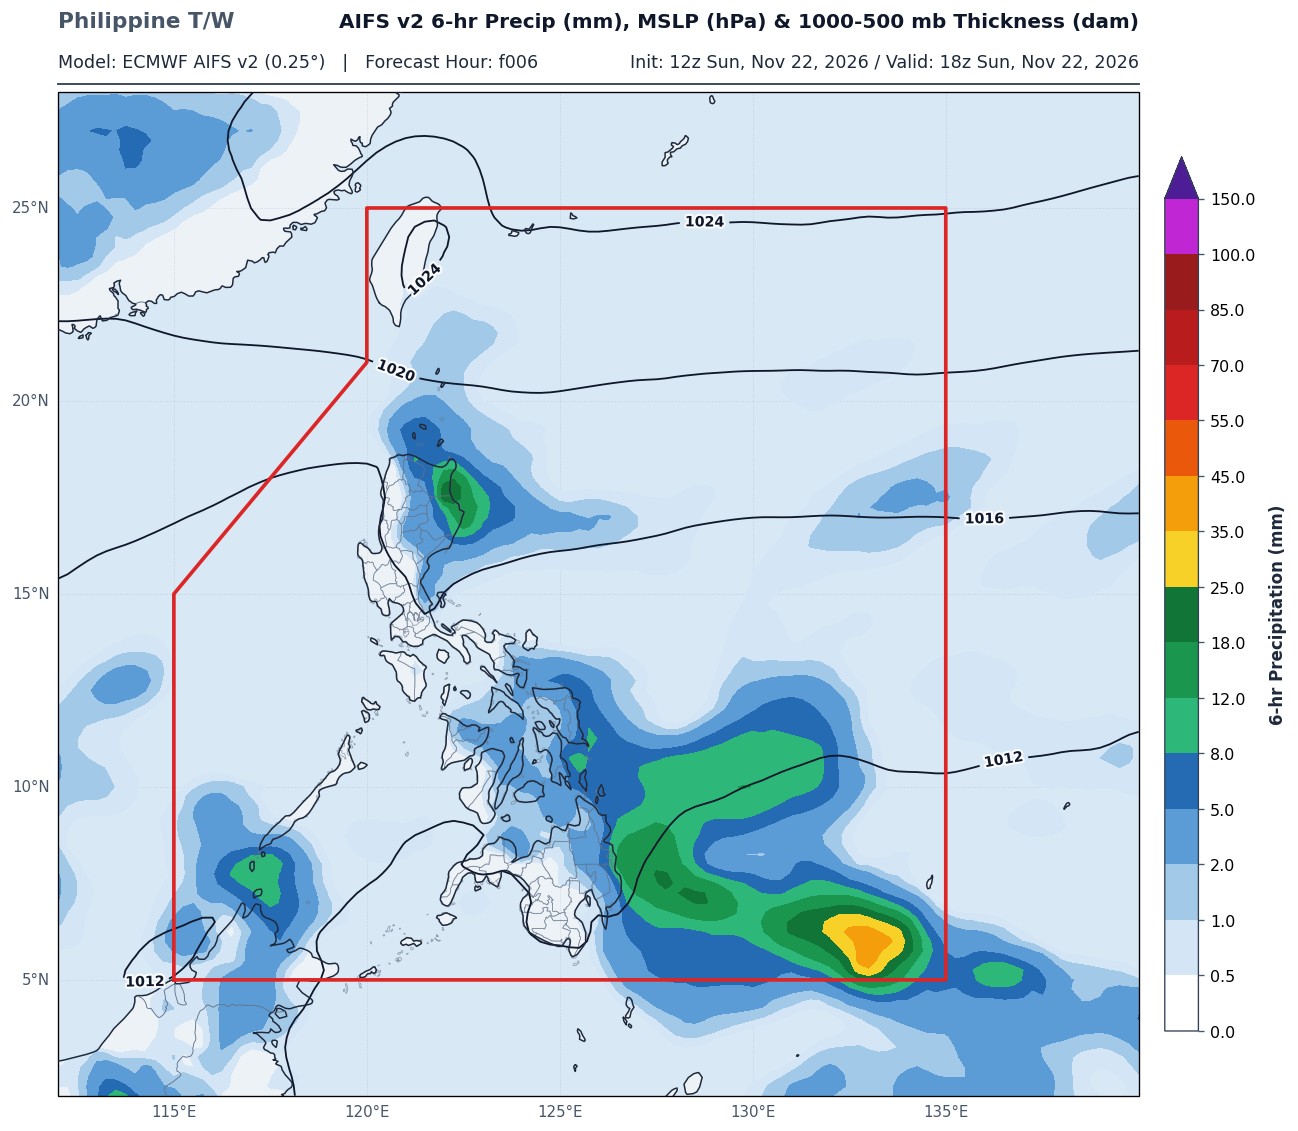 Philippine T/W
AIFS v2 6-hr Precip (mm), MSLP (hPa) & 1000-500 mb Thickness (dam)
Model: ECMWF AIFS v2 (0.25°) | Forecast Hour: f006
Init: 12z Sun, Nov 22, 2026 / Valid: 18z Sun, Nov 22, 2026
25°N
20°N
15°N
10°N
5°N
1024
1024
1020
1016
1012
1012
115°E
120°E
125°E
130°E
135°E
150.0
100.0
85.0
70.0
55.0
45.0
35.0
25.0
18.0
12.0
8.0
5.0
2.0
1.0
0.5
0.0
6-hr Precipitation (mm)